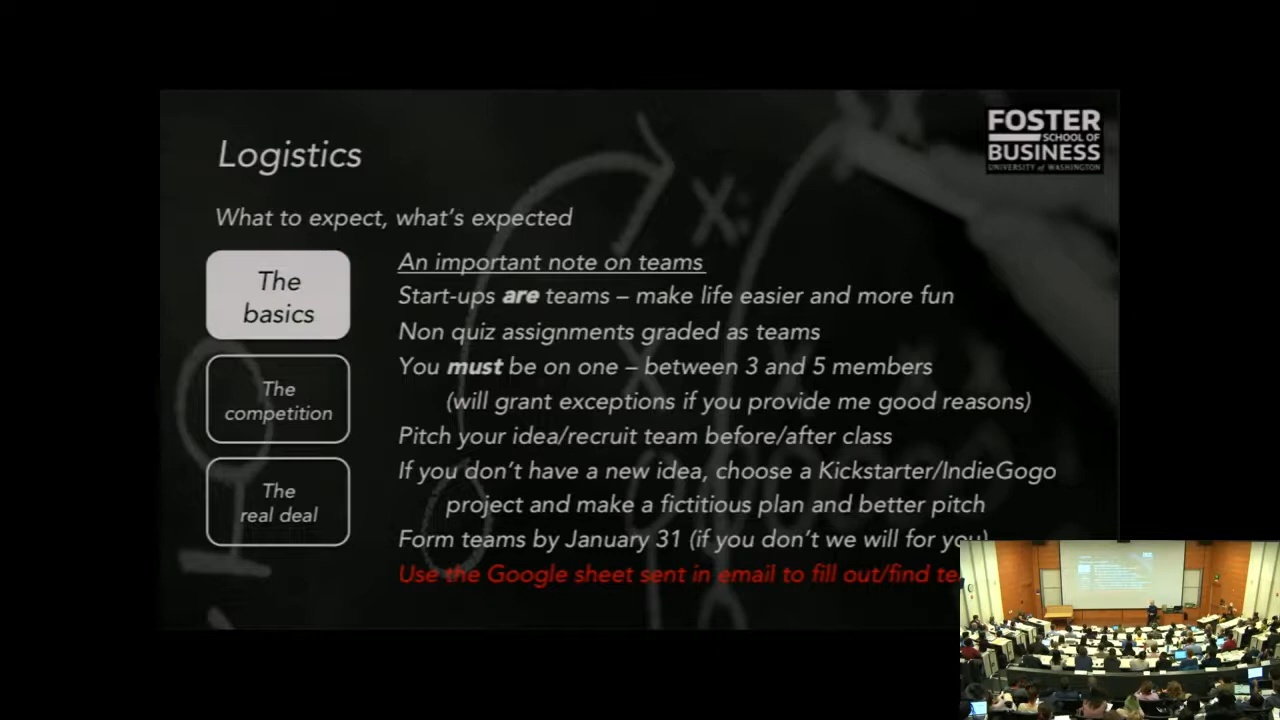 FOSTER
SCHOOL OF
BUSINESS
UNIVERSITY of WASHINGTON
Logistics
What to expect, what's expected
The
basics
The
competition
The
real deal
An important note on teams
Start-ups are teams – make life easier and more fun
Non quiz assignments graded as teams
You must be on one – between 3 and 5 members
(will grant exceptions if you provide me good reasons)
Pitch your idea/recruit team before/after class
If you don't have a new idea, choose a Kickstarter/IndieGogo
project and make a fictitious plan and better pitch
Form teams by January 31 (if you don't we will for you)
Use the Google sheet sent in email to fill out/find